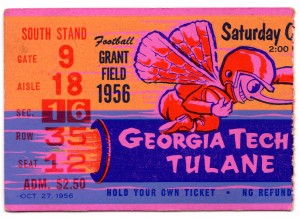 SOUTH STAND
GATE 9
AISLE 18
SEC. 16
ROW 35
SEAT 12
ADM. $2.50
OCT. 27, 1956
Football
GRANT
FIELD
1956
Saturday
2:00
GEORGIA TECH
TULANE
HOLD YOUR OWN TICKET • NO REFUND